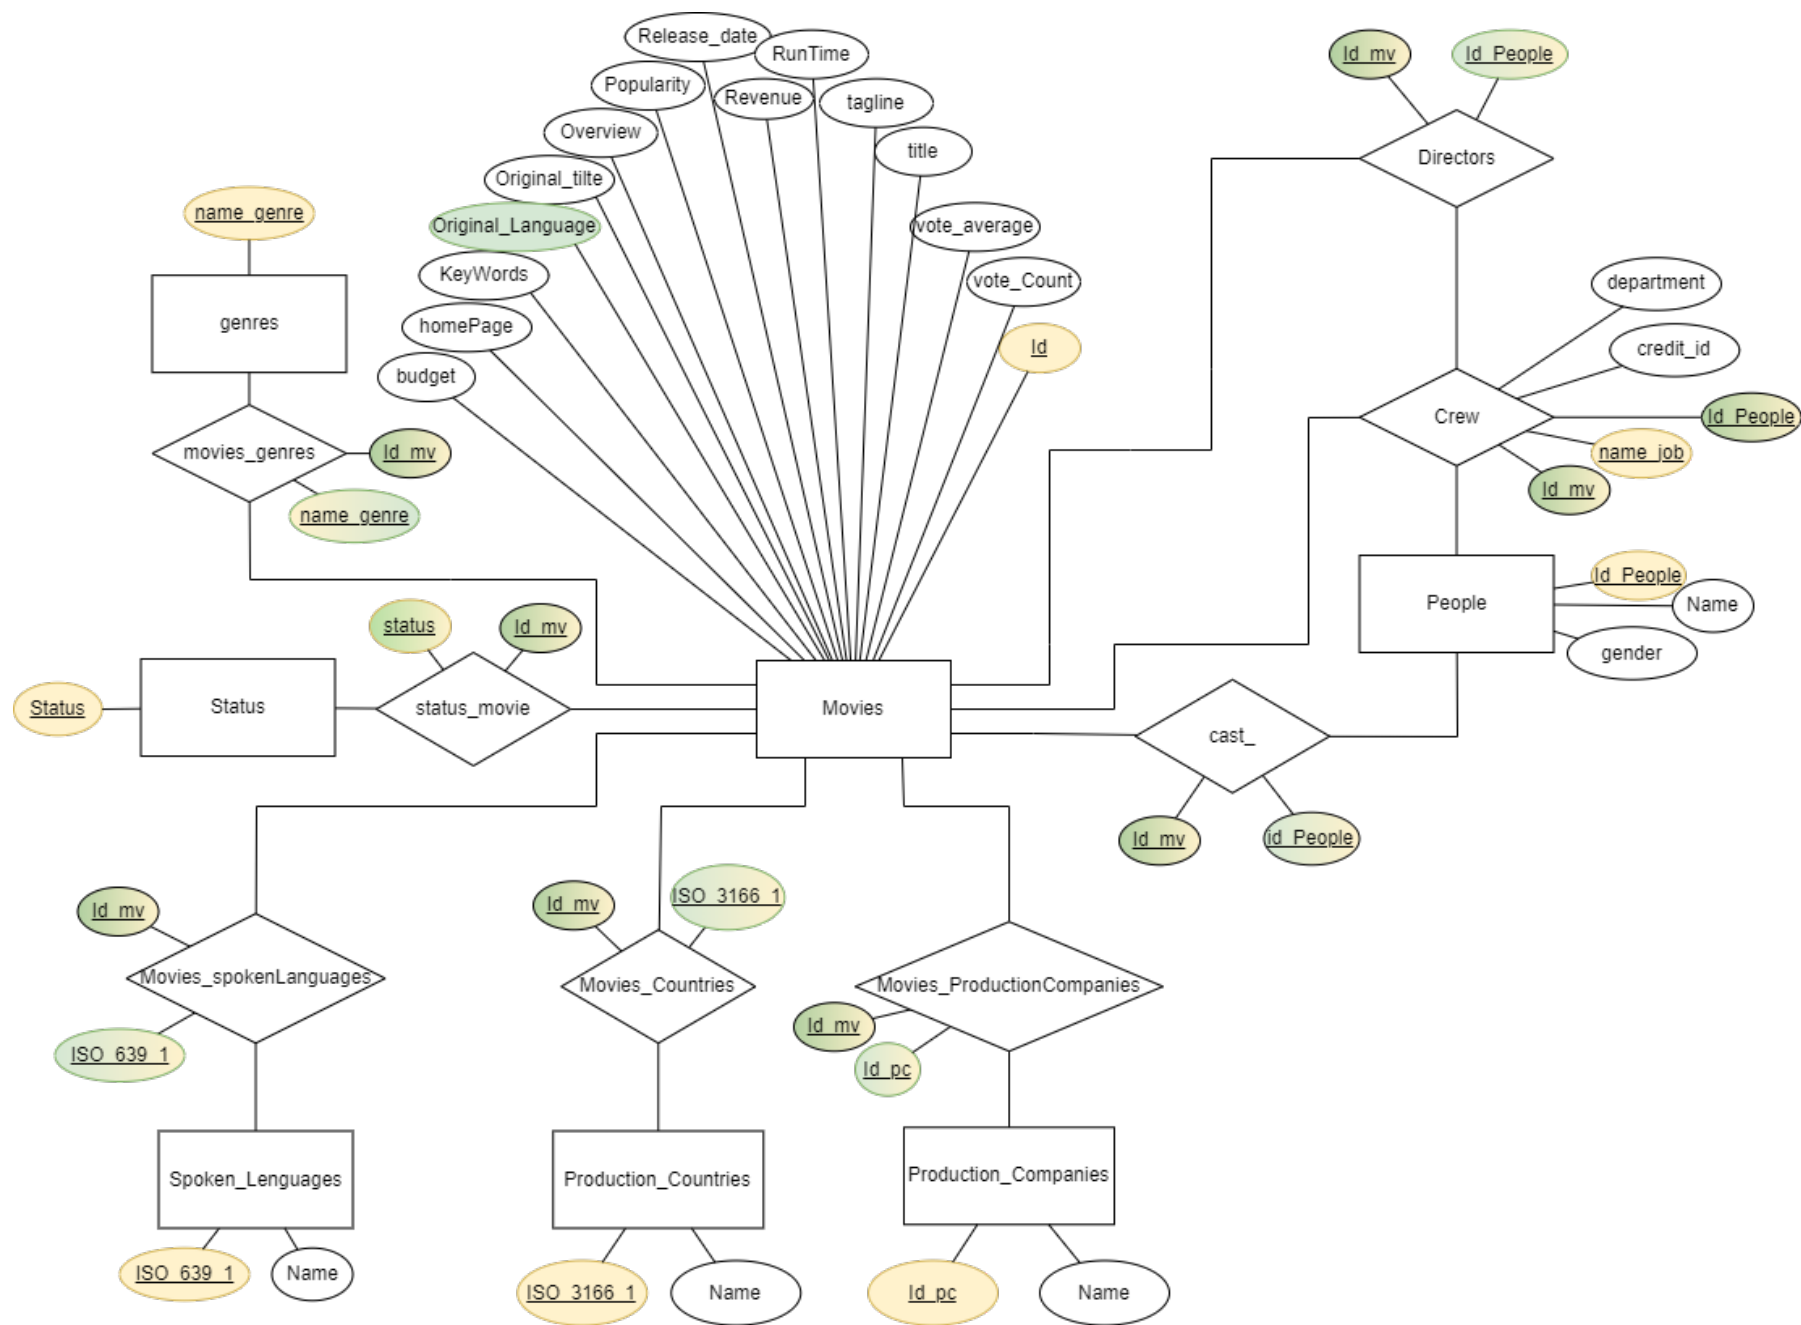 Release_date
RunTime
Popularity
Revenue
tagline
Overview
title
Original_tilte
Original_Language
vote_average
KeyWords
vote_Count
homePage
Id
budget
name_genre
genres
movies_genres
Id_mv
name_genre
Id_mv
Id_People
Directors
department
credit_id
Crew
Id_People
name_job
Id_mv
People
Id_People
Name
gender
status
Id_mv
Status
Status
status_movie
Movies
cast_
Id_mv
id_People
Id_mv
Movies_spokenLanguages
ISO_639_1
Spoken_Lenguages
ISO_639_1
Name
Id_mv
ISO_3166_1
Movies_Countries
Production_Countries
ISO_3166_1
Name
Movies_ProductionCompanies
Id_mv
Id_pc
Production_Companies
Id_pc
Name